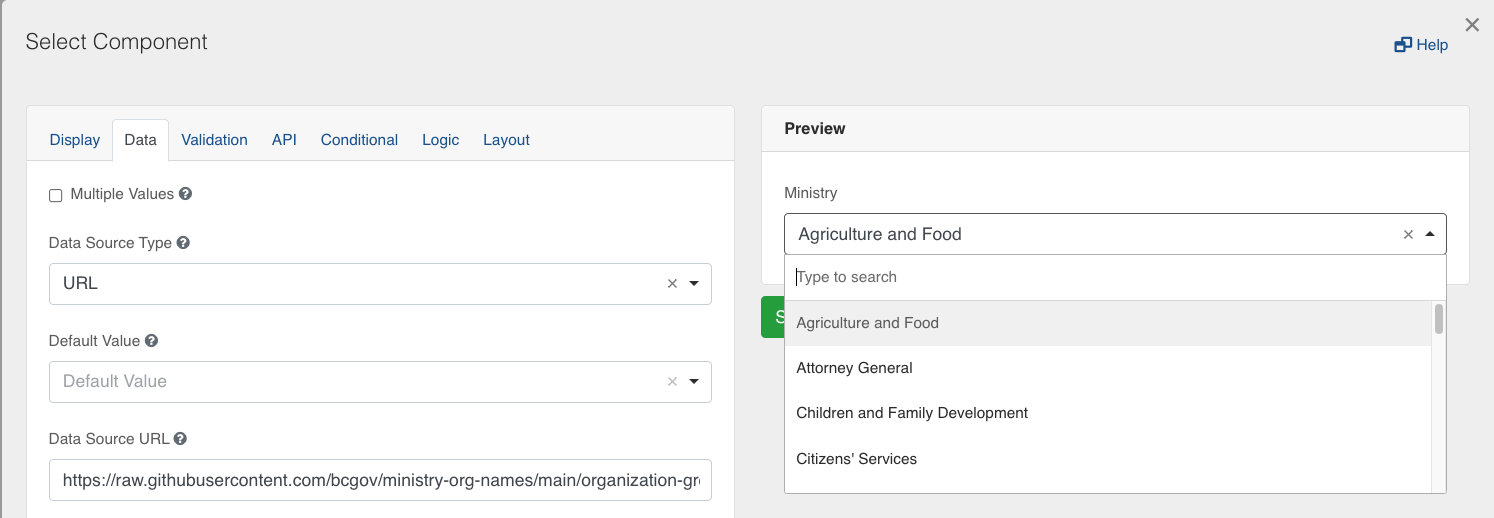 Select Component
Help
Display Data Validation API Conditional Logic Layout
Multiple Values
Data Source Type
URL
Default Value
Default Value
Data Source URL
https://raw.githubusercontent.com/bcgov/ministry-org-names/main/organization-gr
Preview
Ministry
Agriculture and Food
Type to search
Agriculture and Food
Attorney General
Children and Family Development
Citizens' Services